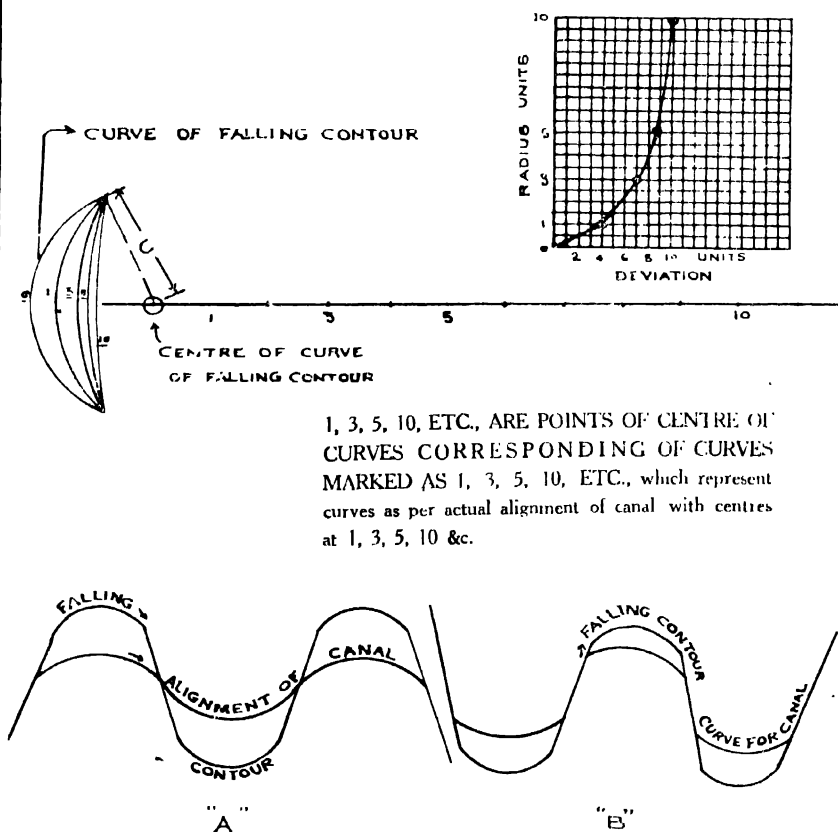 10
5
3
1
0
RADIUS UNITS
2 4 6 8 10 UNITS
DEVIATION
CURVE OF FALLING CONTOUR
C
1 3 5 10
CENTRE OF CURVE
OF FALLING CONTOUR
1, 3, 5, 10, ETC., ARE POINTS OF CENTRE OF
CURVES CORRESPONDING OF CURVES
MARKED AS 1, 3, 5, 10, ETC., which represent
curves as per actual alignment of canal with centres
at 1, 3, 5, 10 &c.
FALLING
ALIGNMENT OF CANAL
CONTOUR
"A"
FALLING CONTOUR
CURVE FOR CANAL
"B"